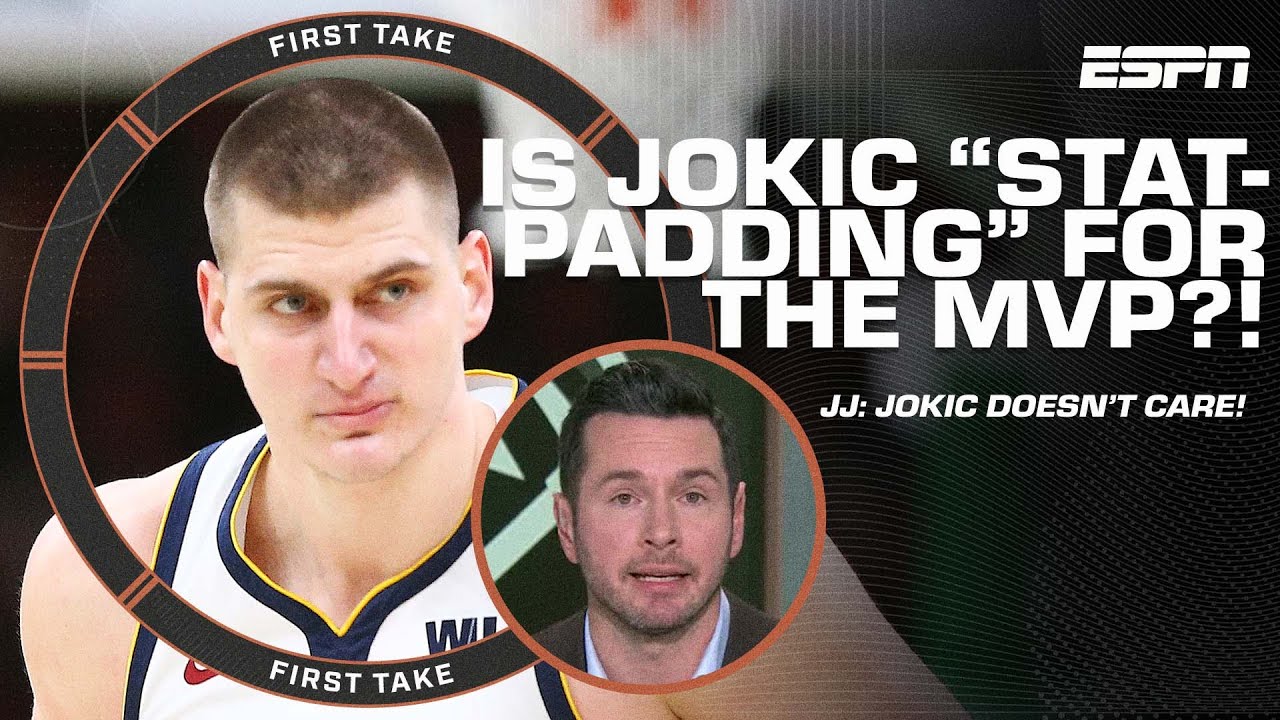 FIRST TAKE
ESPN
IS JOKIC “STAT-
PADDING” FOR
THE MVP?!
JJ: JOKIC DOESN’T CARE!
FIRST TAKE